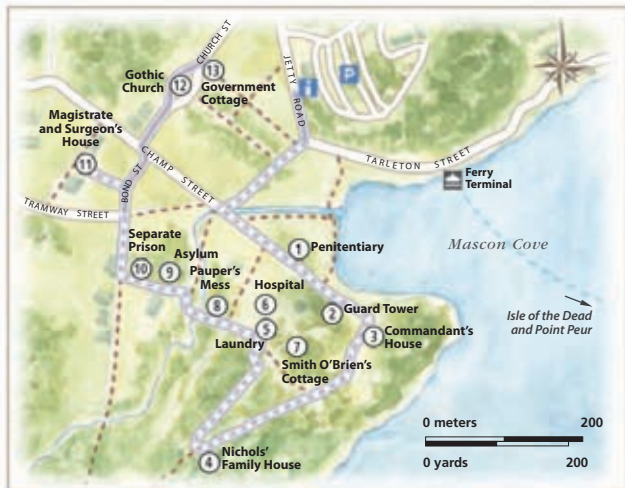 CHURCH ST
13
Gothic
Church
12
Government
Cottage
JETTY ROAD
i
P
Magistrate
and Surgeon's
House
11
CHAMP STREET
BOND ST
TARLETON STREET
Ferry
Terminal
TRAMWAY STREET
Separate
Prison
10
Asylum
9
Pauper's
Mess
8
1
Penitentiary
Mascon Cove
Hospital
6
2
Guard Tower
Isle of the Dead
and Point Peur
5
Laundry
7
Smith O'Brien's
Cottage
3
Commandant's
House
4
Nichols'
Family House
0 meters 200
0 yards 200